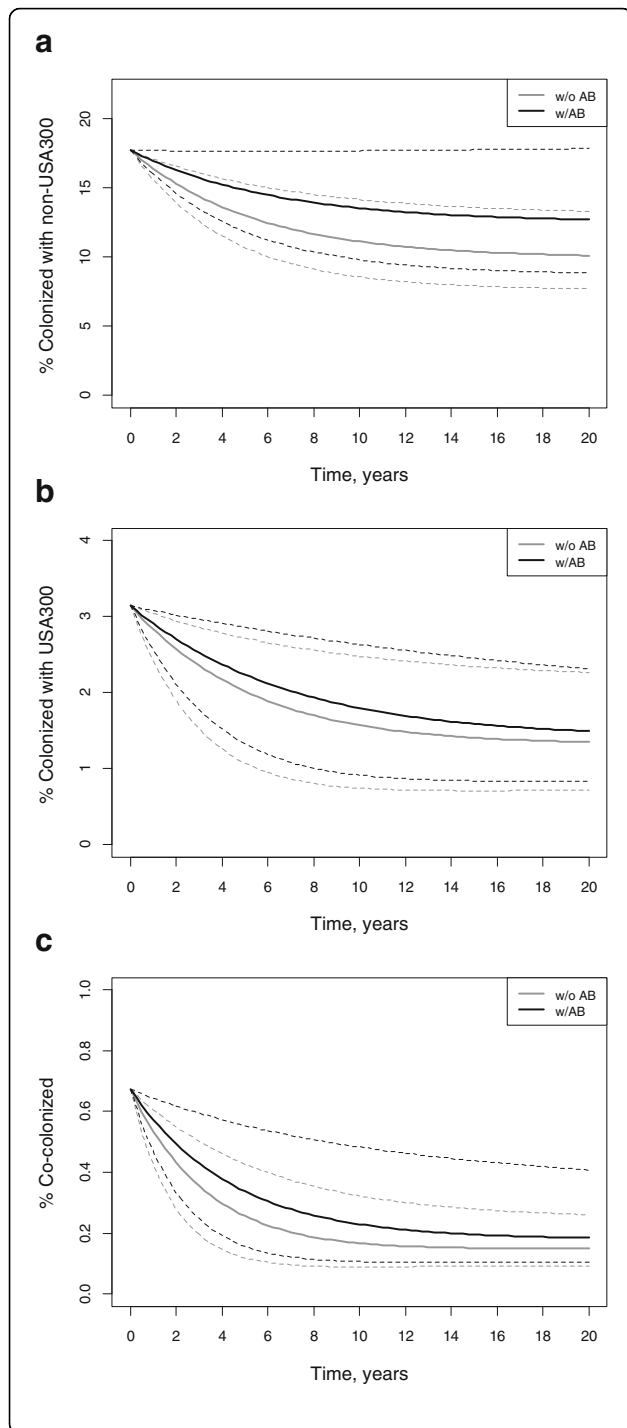 a
w/o AB
w/AB
% Colonized with non-USA300
20
15
10
5
0
0 2 4 6 8 10 12 14 16 18 20
Time, years
b
w/o AB
w/AB
% Colonized with USA300
4
3
2
1
0
0 2 4 6 8 10 12 14 16 18 20
Time, years
c
w/o AB
w/AB
% Co-colonized
1.0
0.8
0.6
0.4
0.2
0.0
0 2 4 6 8 10 12 14 16 18 20
Time, years